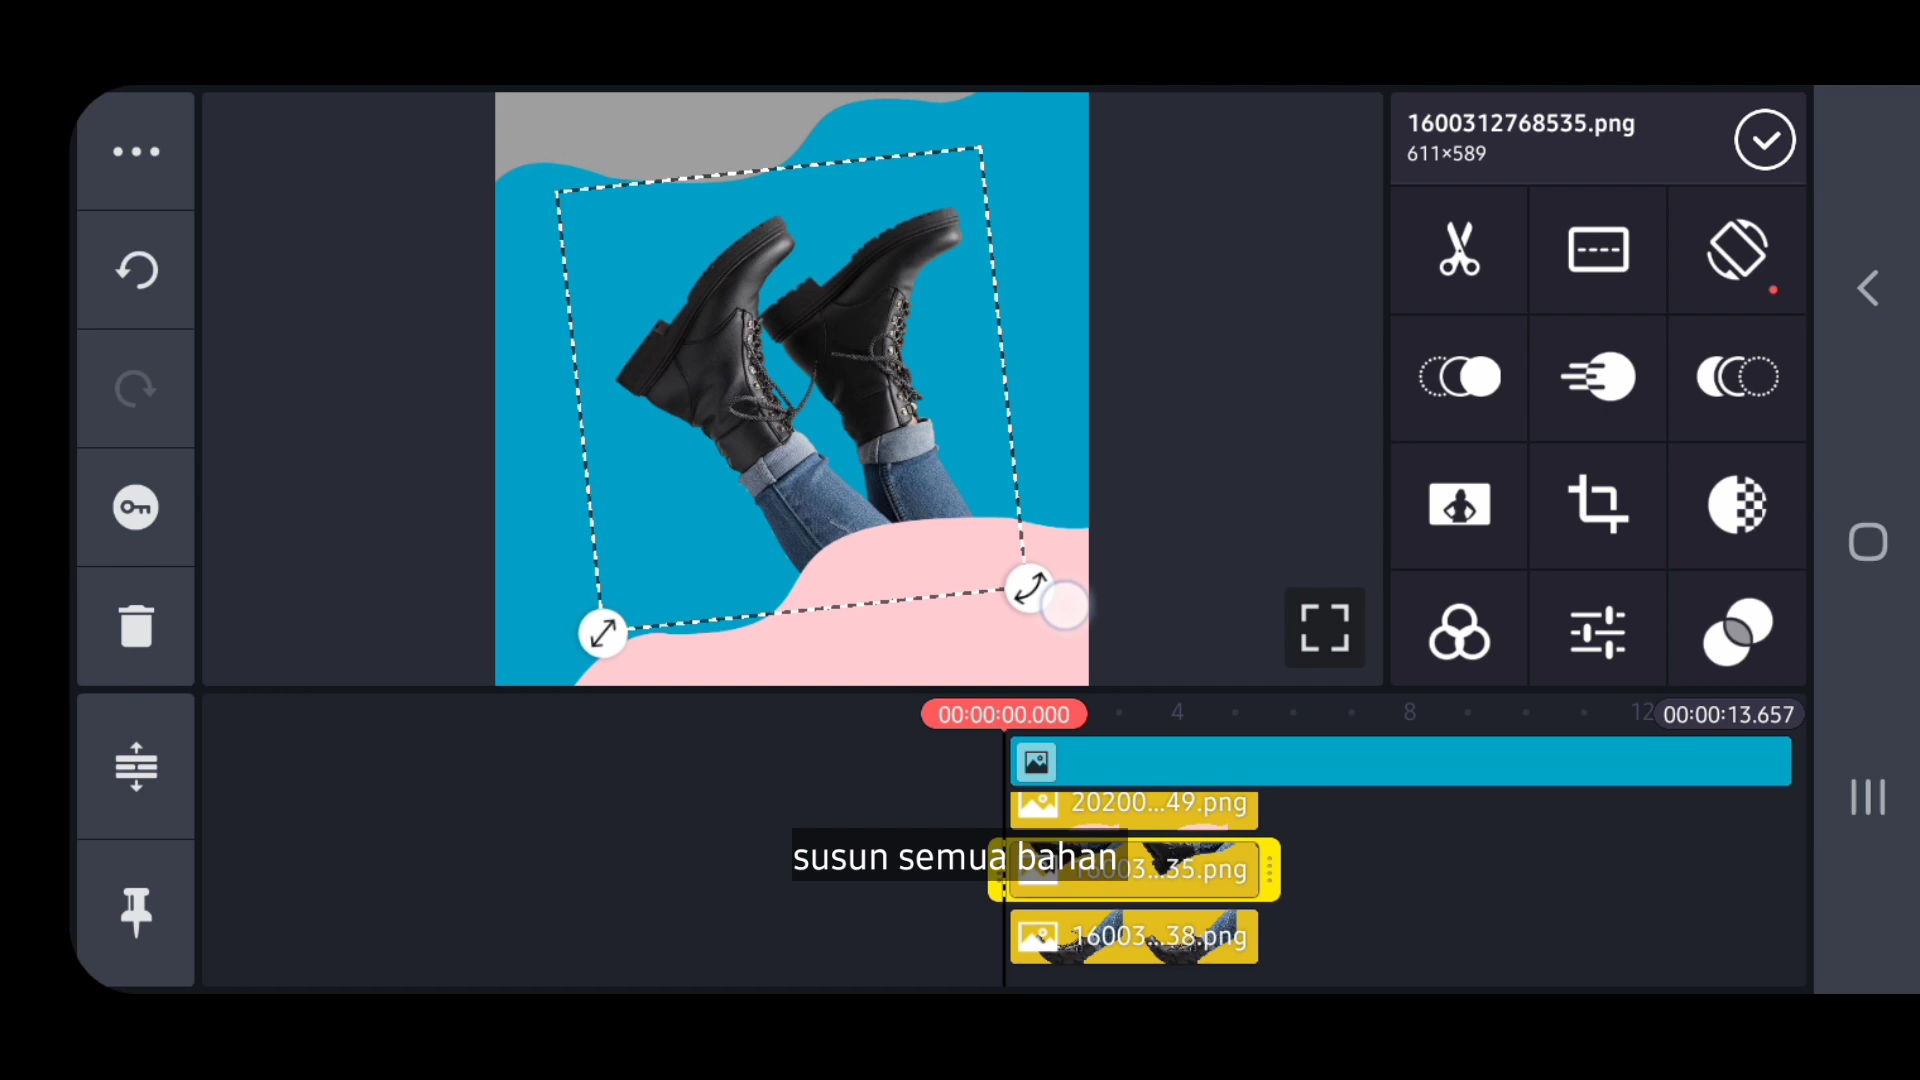 1600312768535.png
611×589
00:00:00.000
4
8
12
00:00:13.657
20200...49.png
susun semua bahan
16003...35.png
16003...38.png